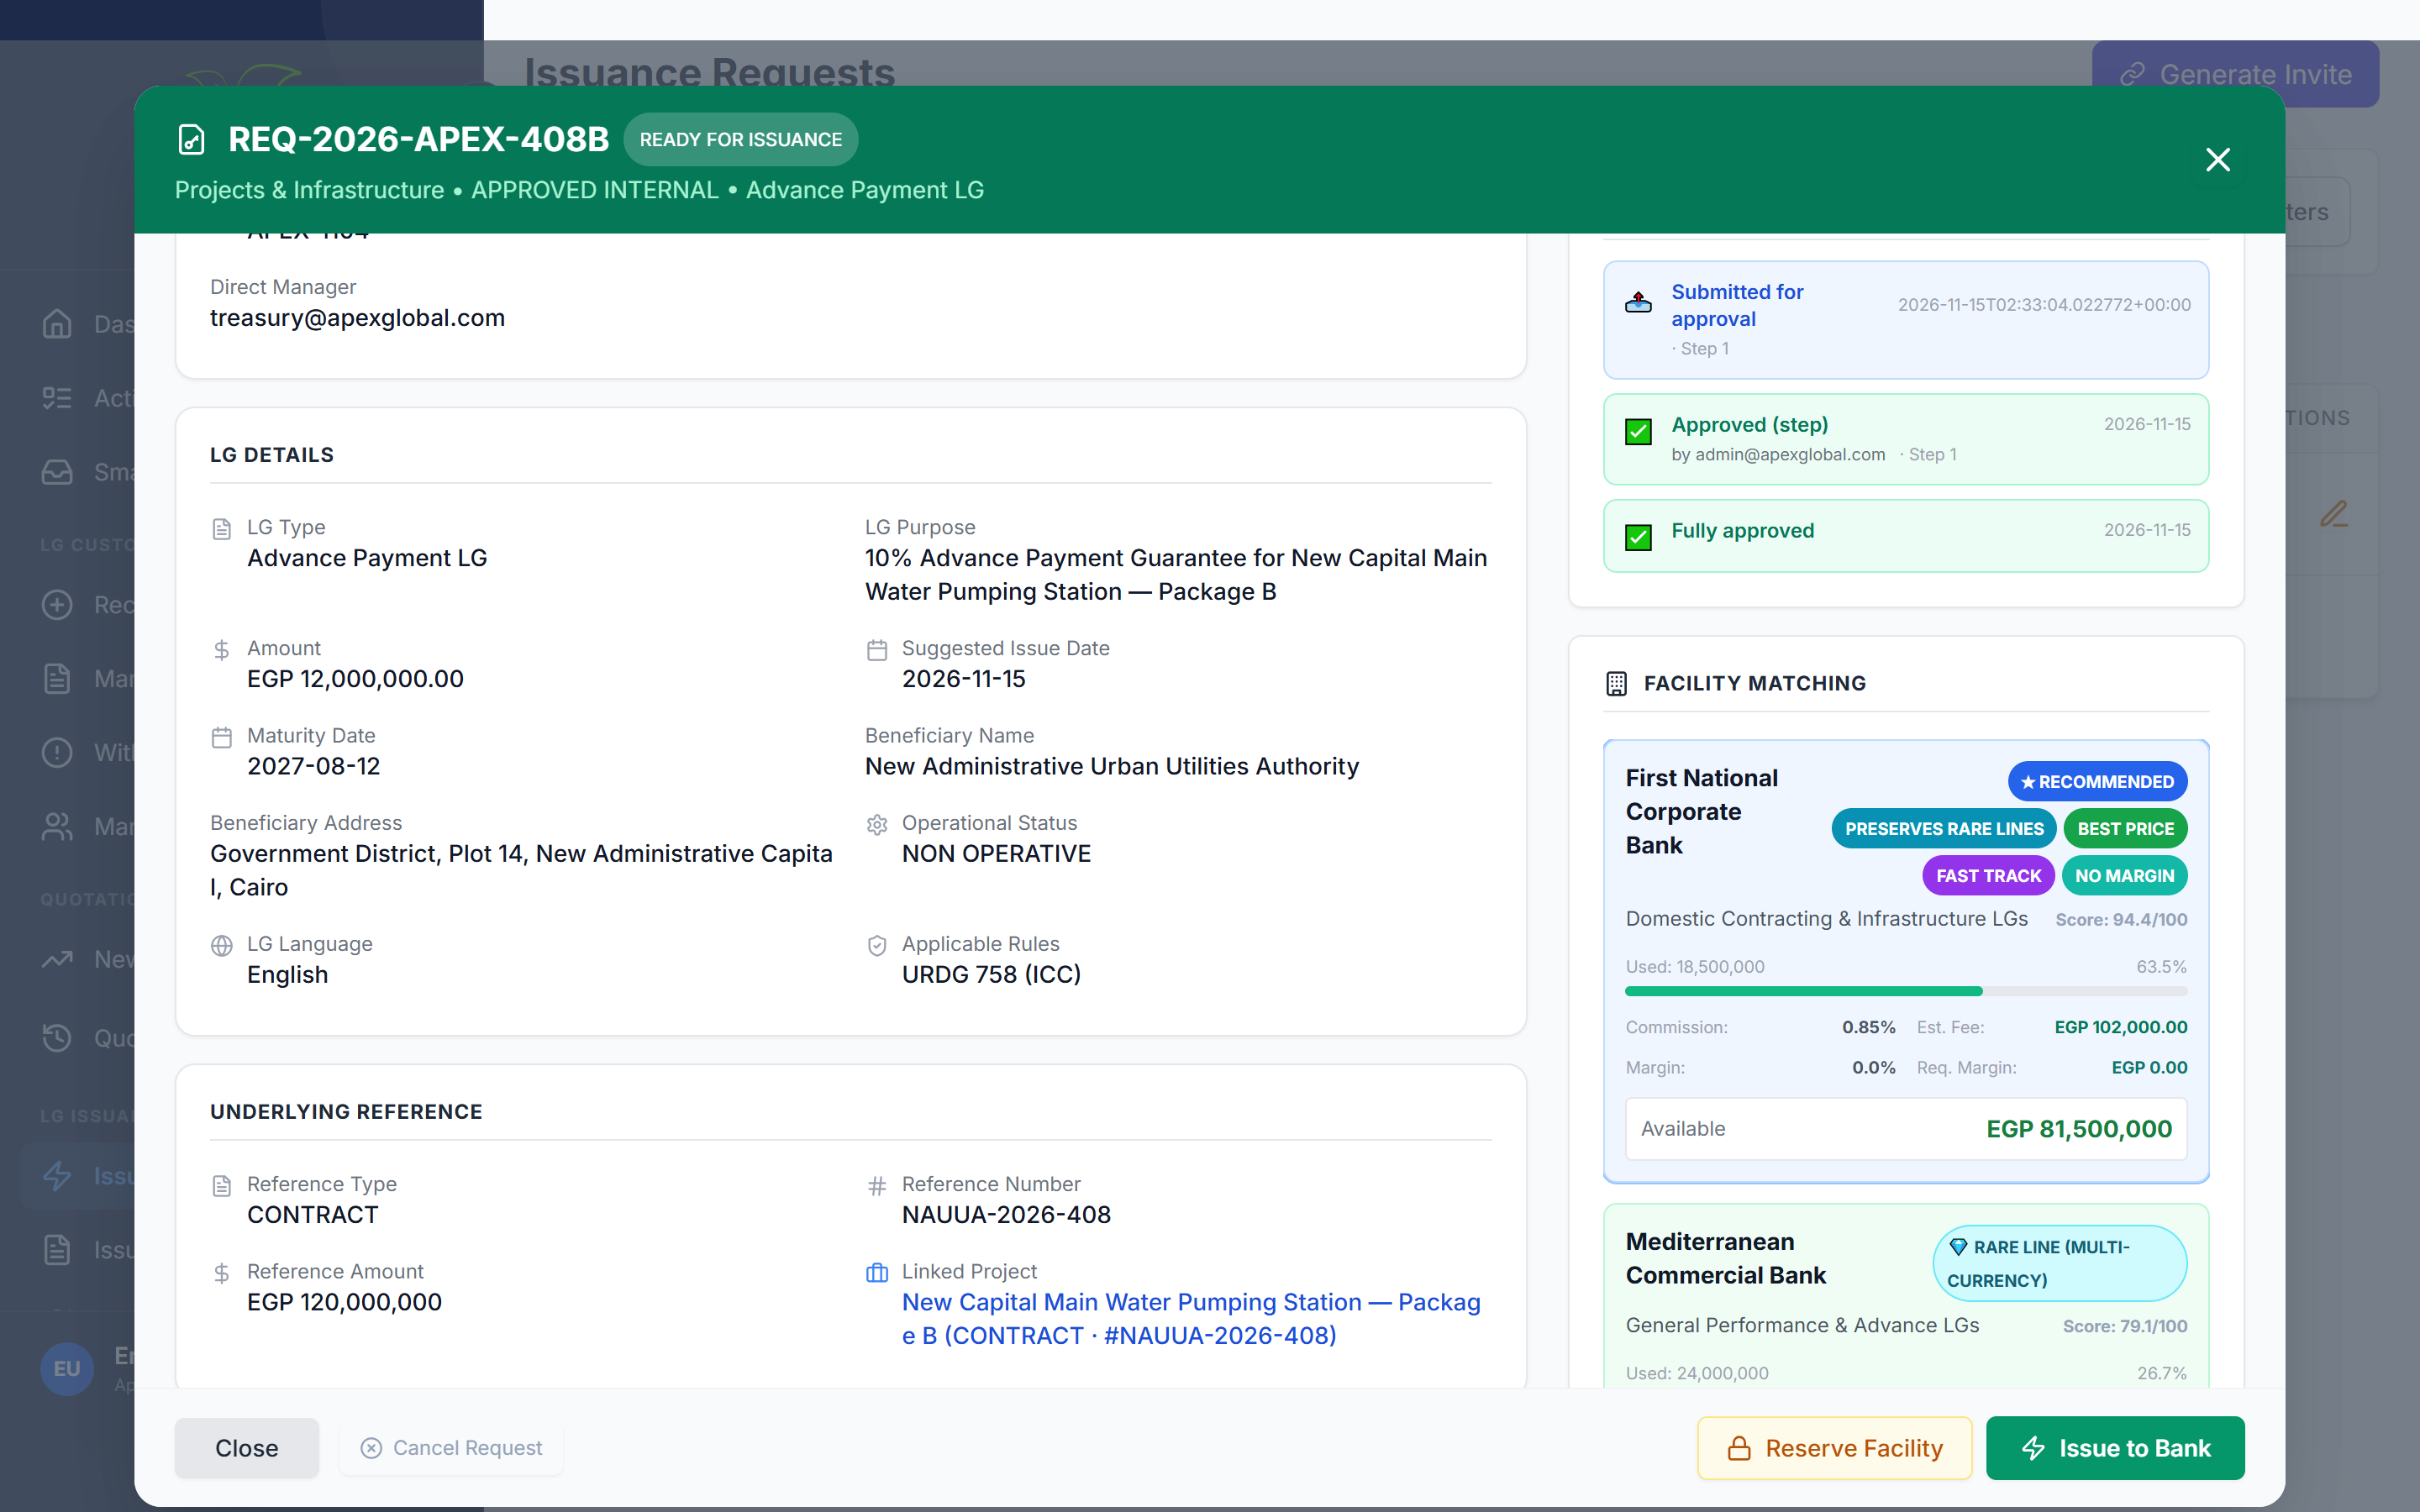 Issuance Requests
Generate Invite
REQ-2026-APEX-408B
READY FOR ISSUANCE
Projects & Infrastructure • APPROVED INTERNAL • Advance Payment LG
Direct Manager
treasury@apexglobal.com
LG DETAILS
LG Type
Advance Payment LG
LG Purpose
10% Advance Payment Guarantee for New Capital Main
Water Pumping Station — Package B
Amount
EGP 12,000,000.00
Suggested Issue Date
2026-11-15
Maturity Date
2027-08-12
Beneficiary Name
New Administrative Urban Utilities Authority
Beneficiary Address
Government District, Plot 14, New Administrative Capita
l, Cairo
Operational Status
NON OPERATIVE
LG Language
English
Applicable Rules
URDG 758 (ICC)
UNDERLYING REFERENCE
Reference Type
CONTRACT
Reference Number
NAUUA-2026-408
Reference Amount
EGP 120,000,000
Linked Project
New Capital Main Water Pumping Station — Packag
e B (CONTRACT · #NAUUA-2026-408)
Submitted for
approval
2026-11-15T02:33:04.022772+00:00
· Step 1
Approved (step)
2026-11-15
by admin@apexglobal.com · Step 1
Fully approved
2026-11-15
FACILITY MATCHING
First National
Corporate
Bank
★ RECOMMENDED
PRESERVES RARE LINES
BEST PRICE
FAST TRACK
NO MARGIN
Domestic Contracting & Infrastructure LGs
Score: 94.4/100
Used: 18,500,000
63.5%
Commission:
0.85%
Est. Fee:
EGP 102,000.00
Margin:
0.0%
Req. Margin:
EGP 0.00
Available
EGP 81,500,000
Mediterranean
Commercial Bank
💎 RARE LINE (MULTI-
CURRENCY)
General Performance & Advance LGs
Score: 79.1/100
Used: 24,000,000
26.7%
Close
Cancel Request
Reserve Facility
Issue to Bank
LG CUSTO
QUOTATIO
LG ISSUA
EU